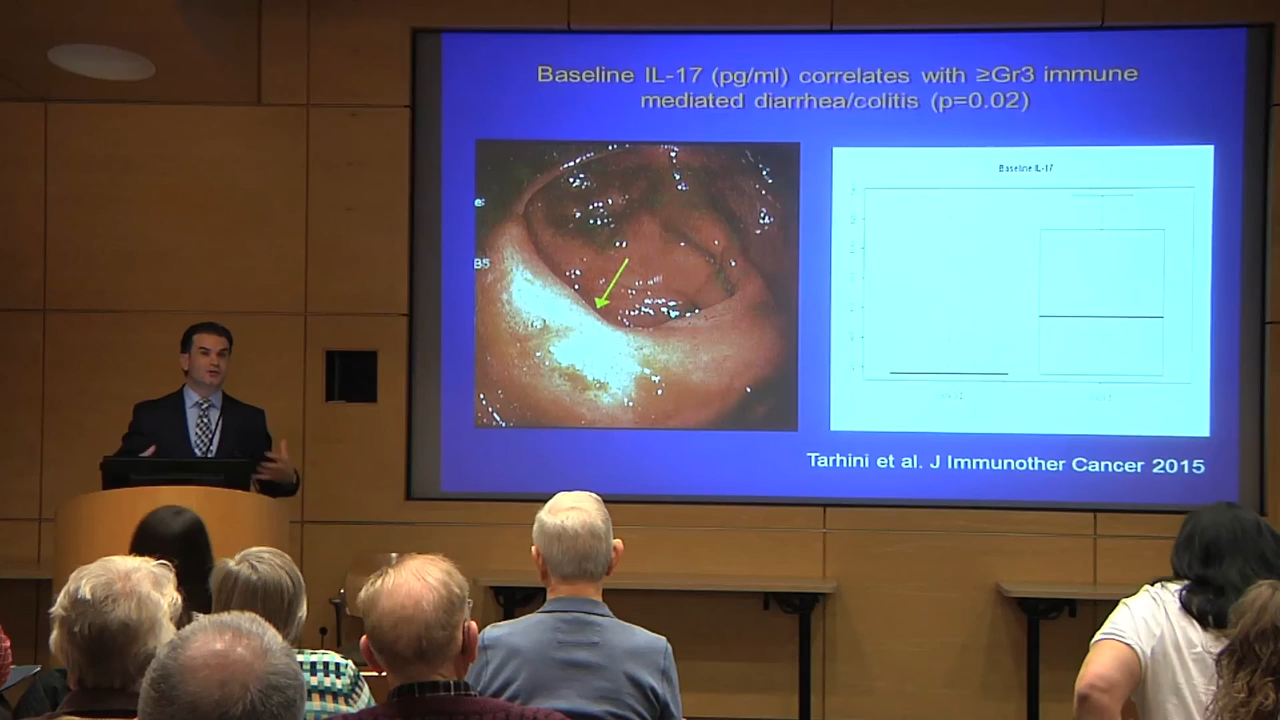 Baseline IL-17 (pg/ml) correlates with ≥Gr3 immune
mediated diarrhea/colitis (p=0.02)
e:
B5
Baseline IL-17
Tarhini et al. J Immunother Cancer 2015